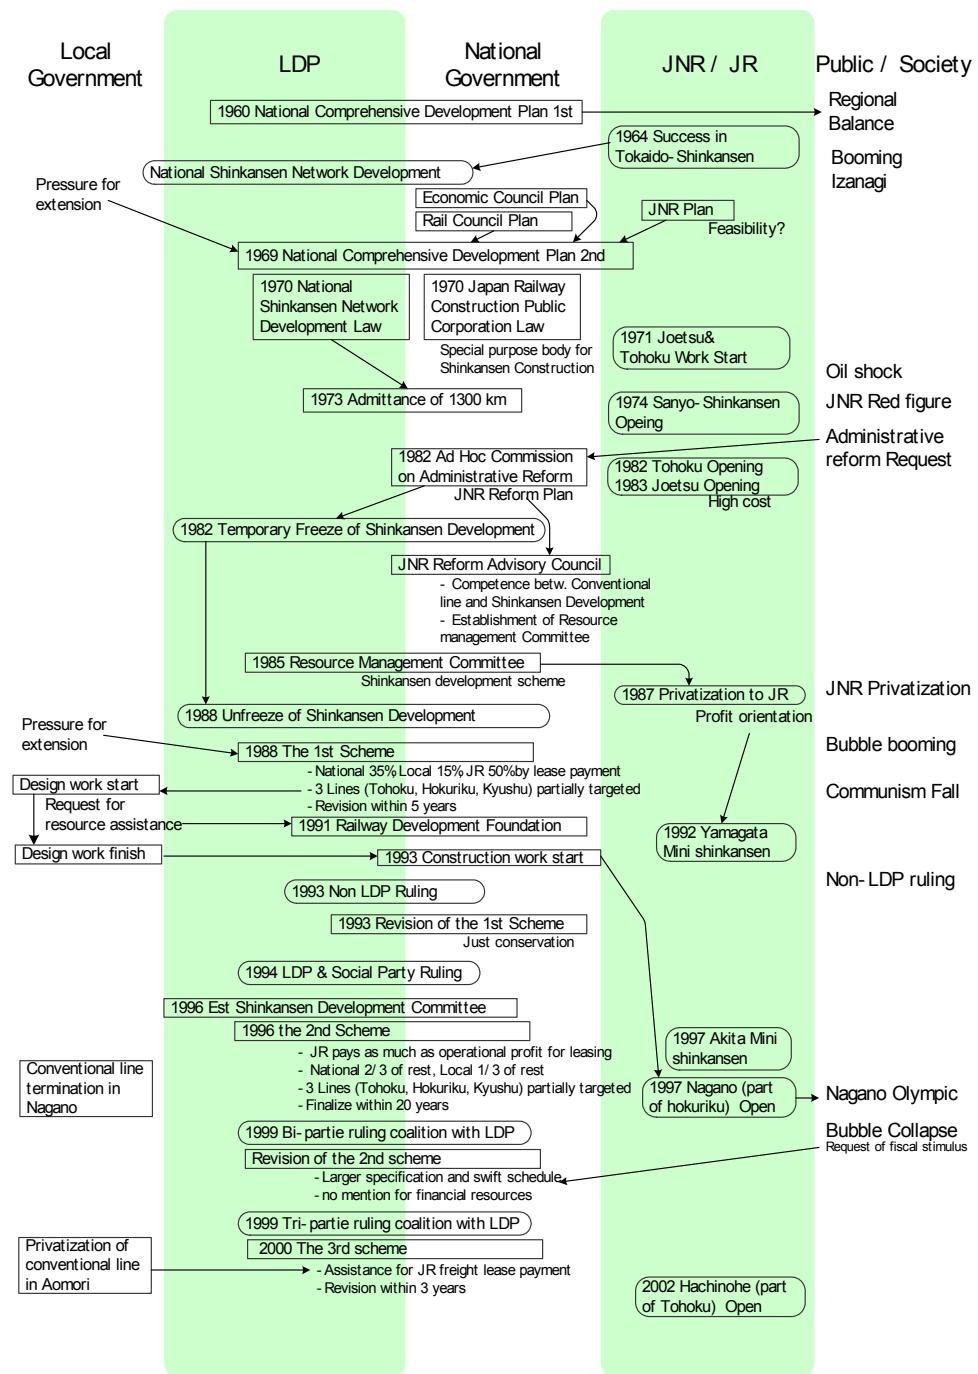 Local
Government
LDP
National
Government
JNR / JR
Public / Society
1960 National Comprehensive Development Plan 1st
Regional
Balance
1964 Success in
Tokaido-Shinkansen
National Shinkansen Network Development
Booming
Izanagi
Pressure for
extension
Economic Council Plan
Rail Council Plan
JNR Plan
Feasibility?
1969 National Comprehensive Development Plan 2nd
1970 National
Shinkansen Network
Development Law
1970 Japan Railway
Construction Public
Corporation Law
Special purpose body for
Shinkansen Construction
1971 Joetsu&
Tohoku Work Start
Oil shock
1973 Admittance of 1300 km
1974 Sanyo-Shinkansen
Opeing
JNR Red figure
Administrative
reform Request
1982 Ad Hoc Commission
on Administrative Reform
JNR Reform Plan
1982 Tohoku Opening
1983 Joetsu Opening
High cost
1982 Temporary Freeze of Shinkansen Development
JNR Reform Advisory Council
- Competence betw. Conventional
line and Shinkansen Development
- Establishment of Resource
management Committee
1985 Resource Management Committee
Shinkansen development scheme
1987 Privatization to JR
Profit orientation
JNR Privatization
1988 Unfreeze of Shinkansen Development
Pressure for
extension
1988 The 1st Scheme
- National 35% Local 15% JR 50%by lease payment
- 3 Lines (Tohoku, Hokuriku, Kyushu) partially targeted
- Revision within 5 years
Bubble booming
Design work start
Communism Fall
Request for
resource assistance
1991 Railway Development Foundation
1992 Yamagata
Mini shinkansen
Design work finish
1993 Construction work start
Non-LDP ruling
1993 Non LDP Ruling
1993 Revision of the 1st Scheme
Just conservation
1994 LDP & Social Party Ruling
1996 Est Shinkansen Development Committee
1996 the 2nd Scheme
- JR pays as much as operational profit for leasing
- National 2/3 of rest, Local 1/3 of rest
- 3 Lines (Tohoku, Hokuriku, Kyushu) partially targeted
- Finalize within 20 years
1997 Akita Mini
shinkansen
Conventional line
termination in
Nagano
1997 Nagano (part
of hokuriku) Open
Nagano Olympic
1999 Bi-partie ruling coalition with LDP
Bubble Collapse
Request of fiscal stimulus
Revision of the 2nd scheme
- Larger specification and swift schedule
- no mention for financial resources
1999 Tri-partie ruling coalition with LDP
Privatization of
conventional line
in Aomori
2000 The 3rd scheme
- Assistance for JR freight lease payment
- Revision within 3 years
2002 Hachinohe (part
of Tohoku) Open